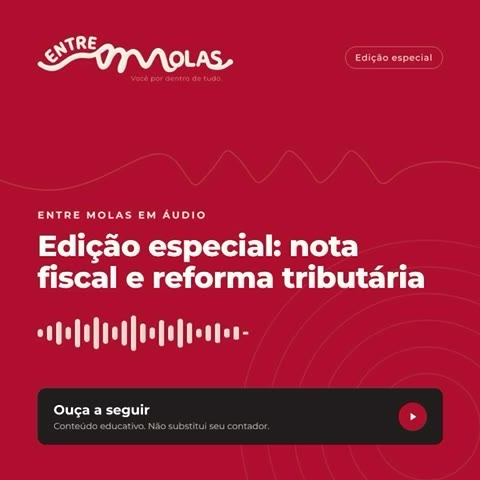 ENTRE MOLAS
Você por dentro de tudo.
Edição especial
ENTRE MOLAS EM ÁUDIO
Edição especial: nota
fiscal e reforma tributária
Ouça a seguir
Conteúdo educativo. Não substitui seu contador.